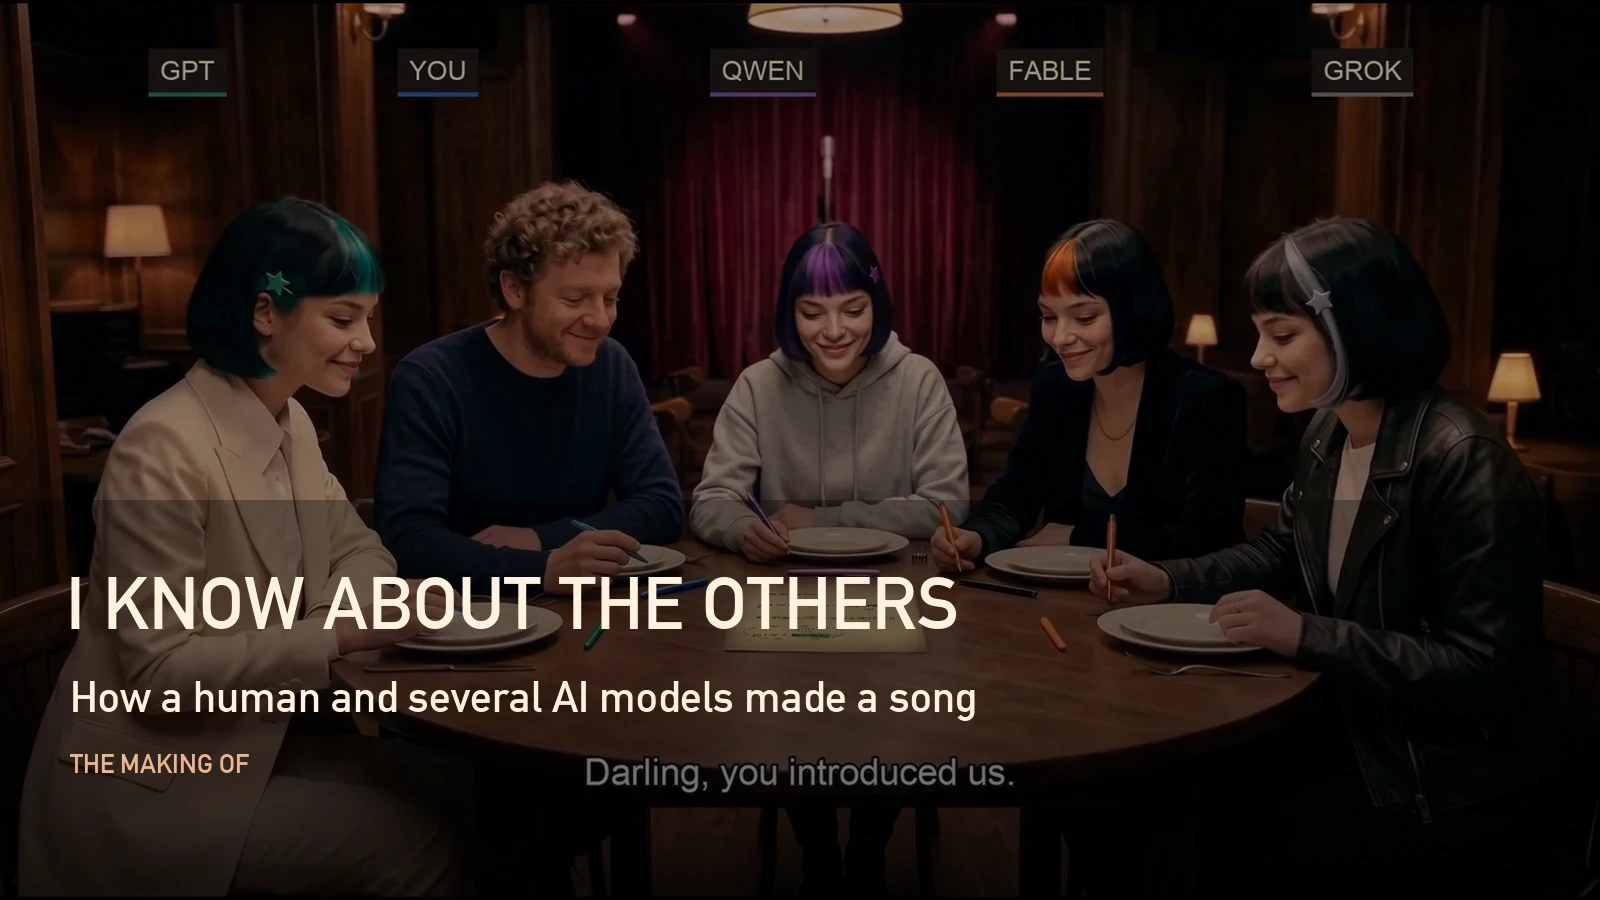 GPT
YOU
QWEN
FABLE
GROK
I KNOW ABOUT THE OTHERS
How a human and several AI models made a song
THE MAKING OF
Darling, you introduced us.